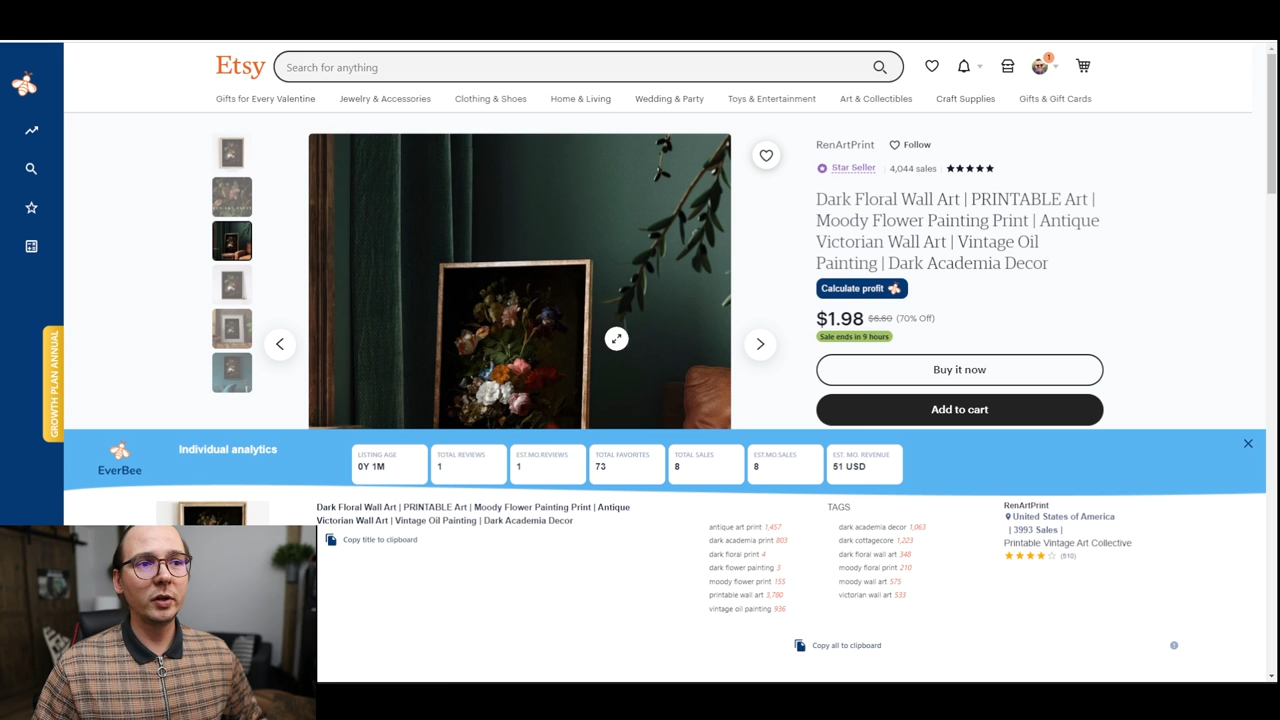 Etsy
Search for anything
1
Gifts for Every Valentine
Jewelry & Accessories
Clothing & Shoes
Home & Living
Wedding & Party
Toys & Entertainment
Art & Collectibles
Craft Supplies
Gifts & Gift Cards
GROWTH PLAN ANNUAL
RenArtPrint
Follow
Star Seller
4,044 sales
Dark Floral Wall Art | PRINTABLE Art |
Moody Flower Painting Print | Antique
Victorian Wall Art | Vintage Oil
Painting | Dark Academia Decor
Calculate profit
$1.98 $6.60 (70% Off)
Sale ends in 9 hours
Buy it now
Add to cart
EverBee
Individual analytics
LISTING AGE
0Y 1M
TOTAL REVIEWS
1
EST.MO.REVIEWS
1
TOTAL FAVORITES
73
TOTAL SALES
8
EST.MO.SALES
8
EST. MO. REVENUE
51 USD
Dark Floral Wall Art | PRINTABLE Art | Moody Flower Painting Print | Antique
Victorian Wall Art | Vintage Oil Painting | Dark Academia Decor
Copy title to clipboard
TAGS
antique art print 1,457
dark academia print 803
dark floral print 4
dark flower painting 3
moody flower print 155
printable wall art 3,780
vintage oil painting 936
dark academia decor 1,063
dark cottagecore 1,223
dark floral wall art 348
moody floral print 210
moody wall art 575
victorian wall art 533
Copy all to clipboard
RenArtPrint
United States of America
| 3993 Sales |
Printable Vintage Art Collective
(510)